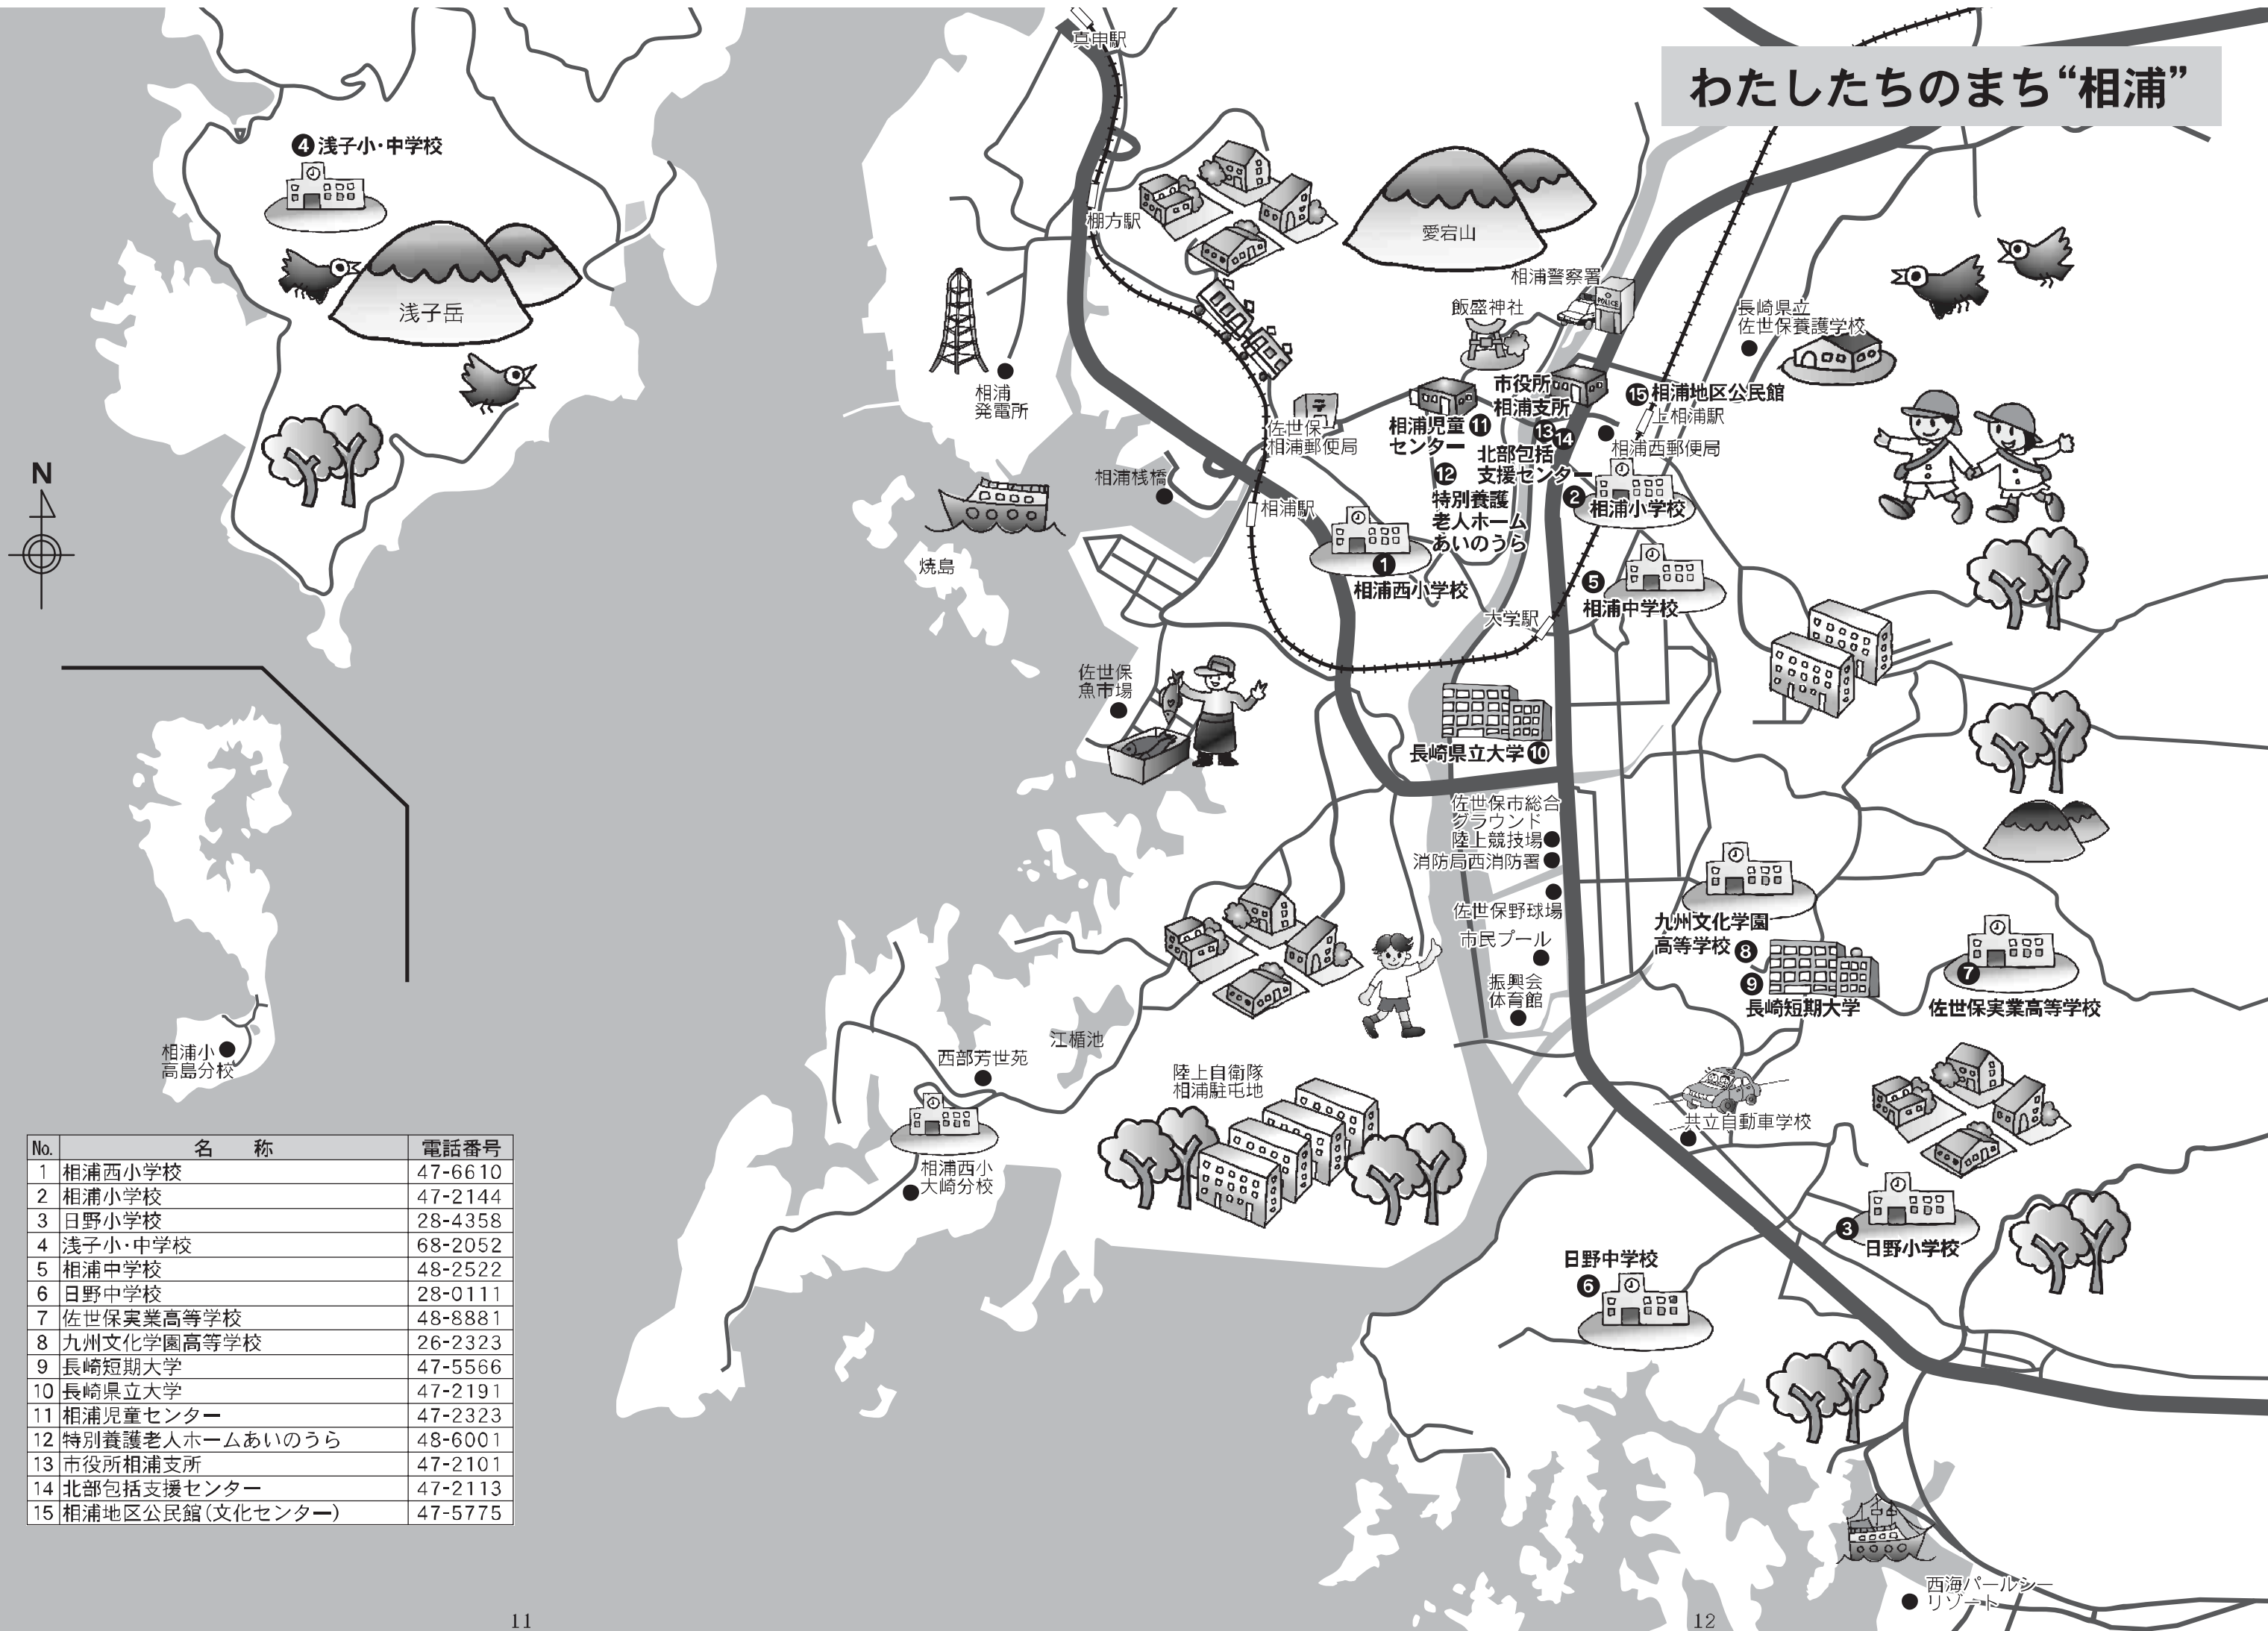 わたしたちのまち“相浦”
真申駅
❹浅子小・中学校
棚方駅
愛宕山
浅子岳
相浦警察署
POLICE
飯盛神社
長崎県立
佐世保養護学校
相浦
発電所
市役所
相浦支所
⓯相浦地区公民館
上相浦駅
佐世保
相浦郵便局
相浦児童⓫
センター
⓭⓮
北部包括
支援センター
相浦西郵便局
⓬
特別養護
老人ホーム
あいのうら
❷
相浦小学校
N
相浦桟橋
相浦駅
焼島
❶
相浦西小学校
❺
相浦中学校
大学駅
佐世保
魚市場
長崎県立大学❿
佐世保市総合
グラウンド
陸上競技場
消防局西消防署
佐世保野球場
市民プール
振興会
体育館
九州文化学園
高等学校❽
❾
長崎短期大学
❼
佐世保実業高等学校
相浦小
高島分校
西部芳世苑
江楯池
陸上自衛隊
相浦駐屯地
共立自動車学校
相浦西小
大崎分校
❸
日野小学校
日野中学校
❻
西海パールシー
リゾート
No. 名　称 電話番号
1 相浦西小学校 47-6610
2 相浦小学校 47-2144
3 日野小学校 28-4358
4 浅子小・中学校 68-2052
5 相浦中学校 48-2522
6 日野中学校 28-0111
7 佐世保実業高等学校 48-8881
8 九州文化学園高等学校 26-2323
9 長崎短期大学 47-5566
10 長崎県立大学 47-2191
11 相浦児童センター 47-2323
12 特別養護老人ホームあいのうら 48-6001
13 市役所相浦支所 47-2101
14 北部包括支援センター 47-2113
15 相浦地区公民館(文化センター) 47-5775
11
12